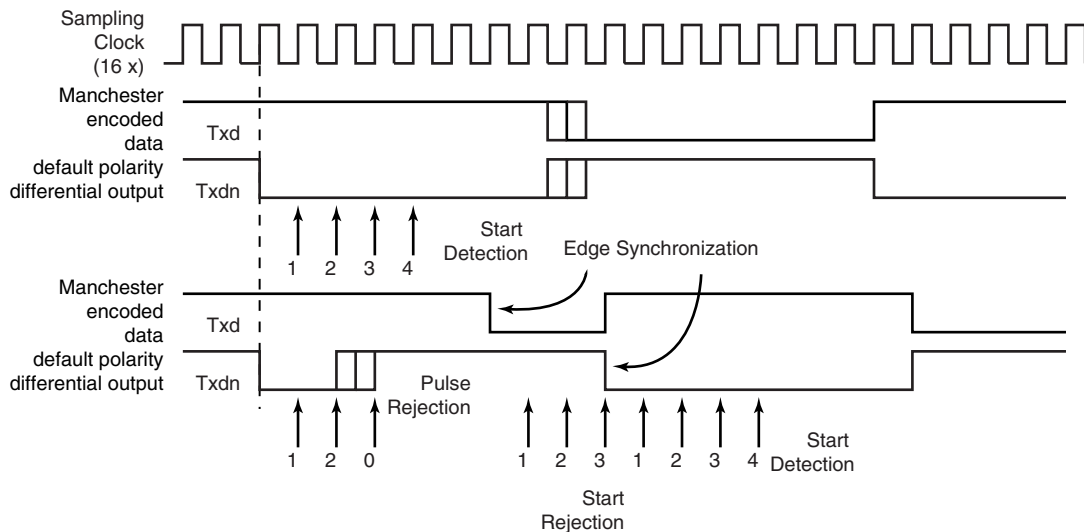 Sampling
Clock
(16 x)
Manchester
encoded
data
Txd
default polarity
differential output
Txdn
1 2 3 4
Start
Detection
Edge Synchronization
Manchester
encoded
data
Txd
default polarity
differential output
Txdn
Pulse
Rejection
1 2 0
1 2 3 1 2 3 4
Start
Detection
Start
Rejection